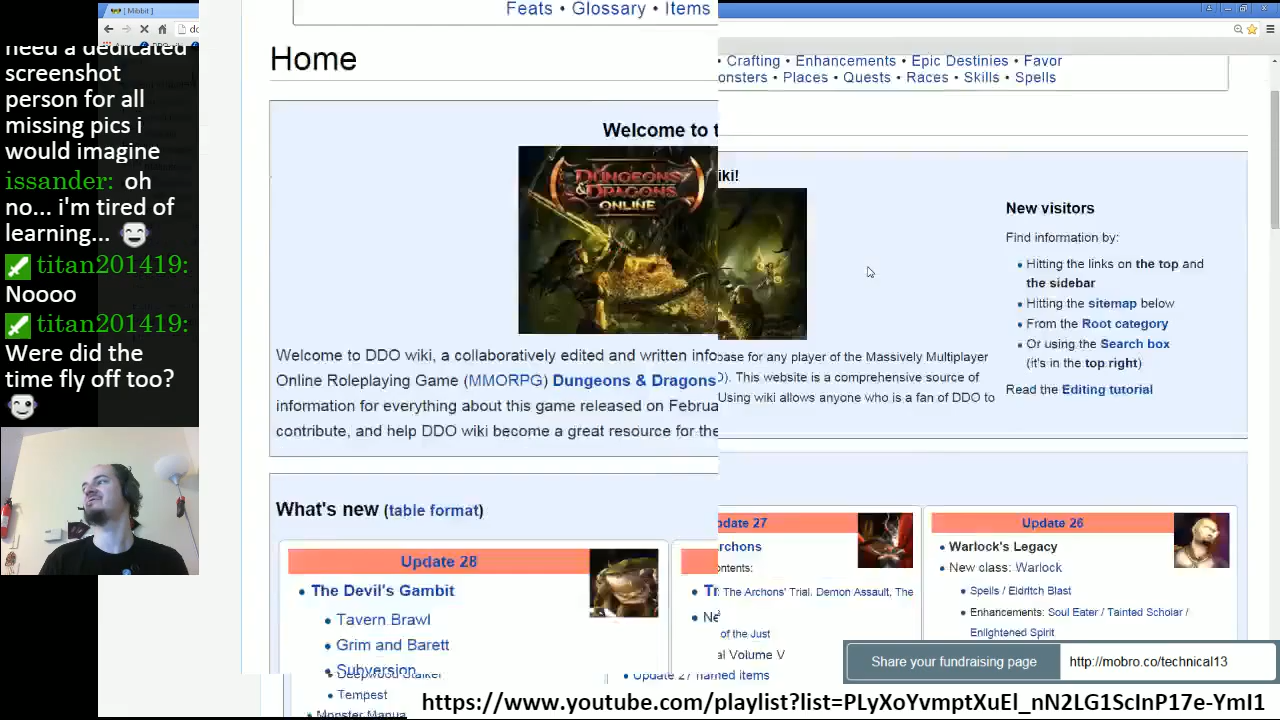 [ Mibbit ]
need a dedicated
screenshot
person for all
missing pics i
would imagine
issander: oh
no... i'm tired of
learning...
titan201419:
Noooo
titan201419:
Were did the
time fly off too?
Feats • Glossary • Items
Home
Welcome to t
DUNGEONS
& DRAGONS
ONLINE
Welcome to DDO wiki, a collaboratively edited and written info
Online Roleplaying Game (MMORPG) Dungeons & Dragons
information for everything about this game released on Februa
contribute, and help DDO wiki become a great resource for the
What's new (table format)
Update 28
The Devil's Gambit
Tavern Brawl
Grim and Barett
Subversion
Tempest
Monster Manua
Crafting • Enhancements • Epic Destinies • Favor
onsters • Places • Quests • Races • Skills • Spells
iki!
base for any player of the Massively Multiplayer
O). This website is a comprehensive source of
Using wiki allows anyone who is a fan of DDO to
New visitors
Find information by:
Hitting the links on the top and
the sidebar
Hitting the sitemap below
From the Root category
Or using the Search box
(it's in the top right)
Read the Editing tutorial
pdate 27
rchons
ontents:
The Archons' Trial, Demon Assault, The
of the Just
al Volume V
Update 27 named items
Update 26
Warlock's Legacy
New class: Warlock
Spells / Eldritch Blast
Enhancements: Soul Eater / Tainted Scholar /
Enlightened Spirit
Share your fundraising page
http://mobro.co/technical13
https://www.youtube.com/playlist?list=PLyXoYvmptXuEl_nN2LG1ScInP17e-YmI1